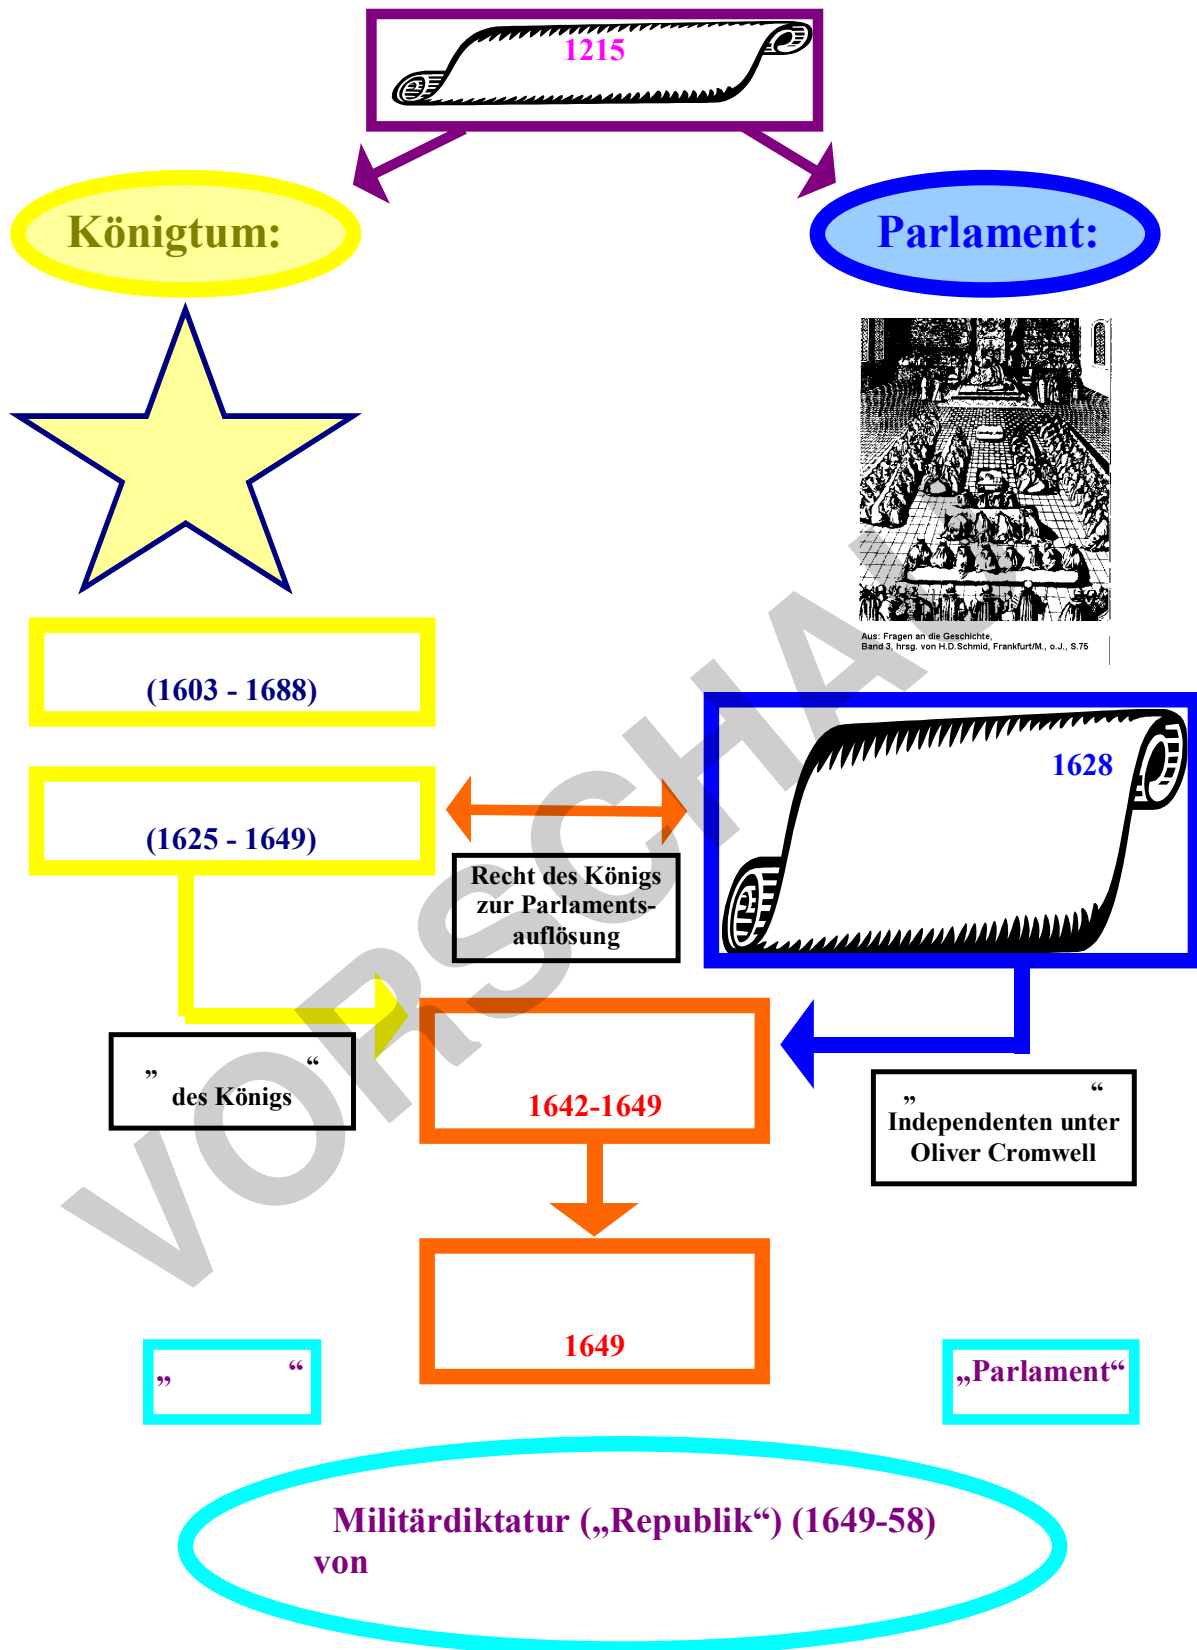 1215
Königtum:
Parlament:
Aus: Fragen an die Geschichte,
Band 3, hrsg. von H.D.Schmid, Frankfurt/M., o.J., S.75
(1603 - 1688)
1628
(1625 - 1649)
Recht des Königs
zur Parlaments-
auflösung
„ “
des Königs
1642-1649
„ “
Independenten unter
Oliver Cromwell
1649
„ “
„Parlament“
Militärdiktatur („Republik“) (1649-58)
von
VORSCHAU